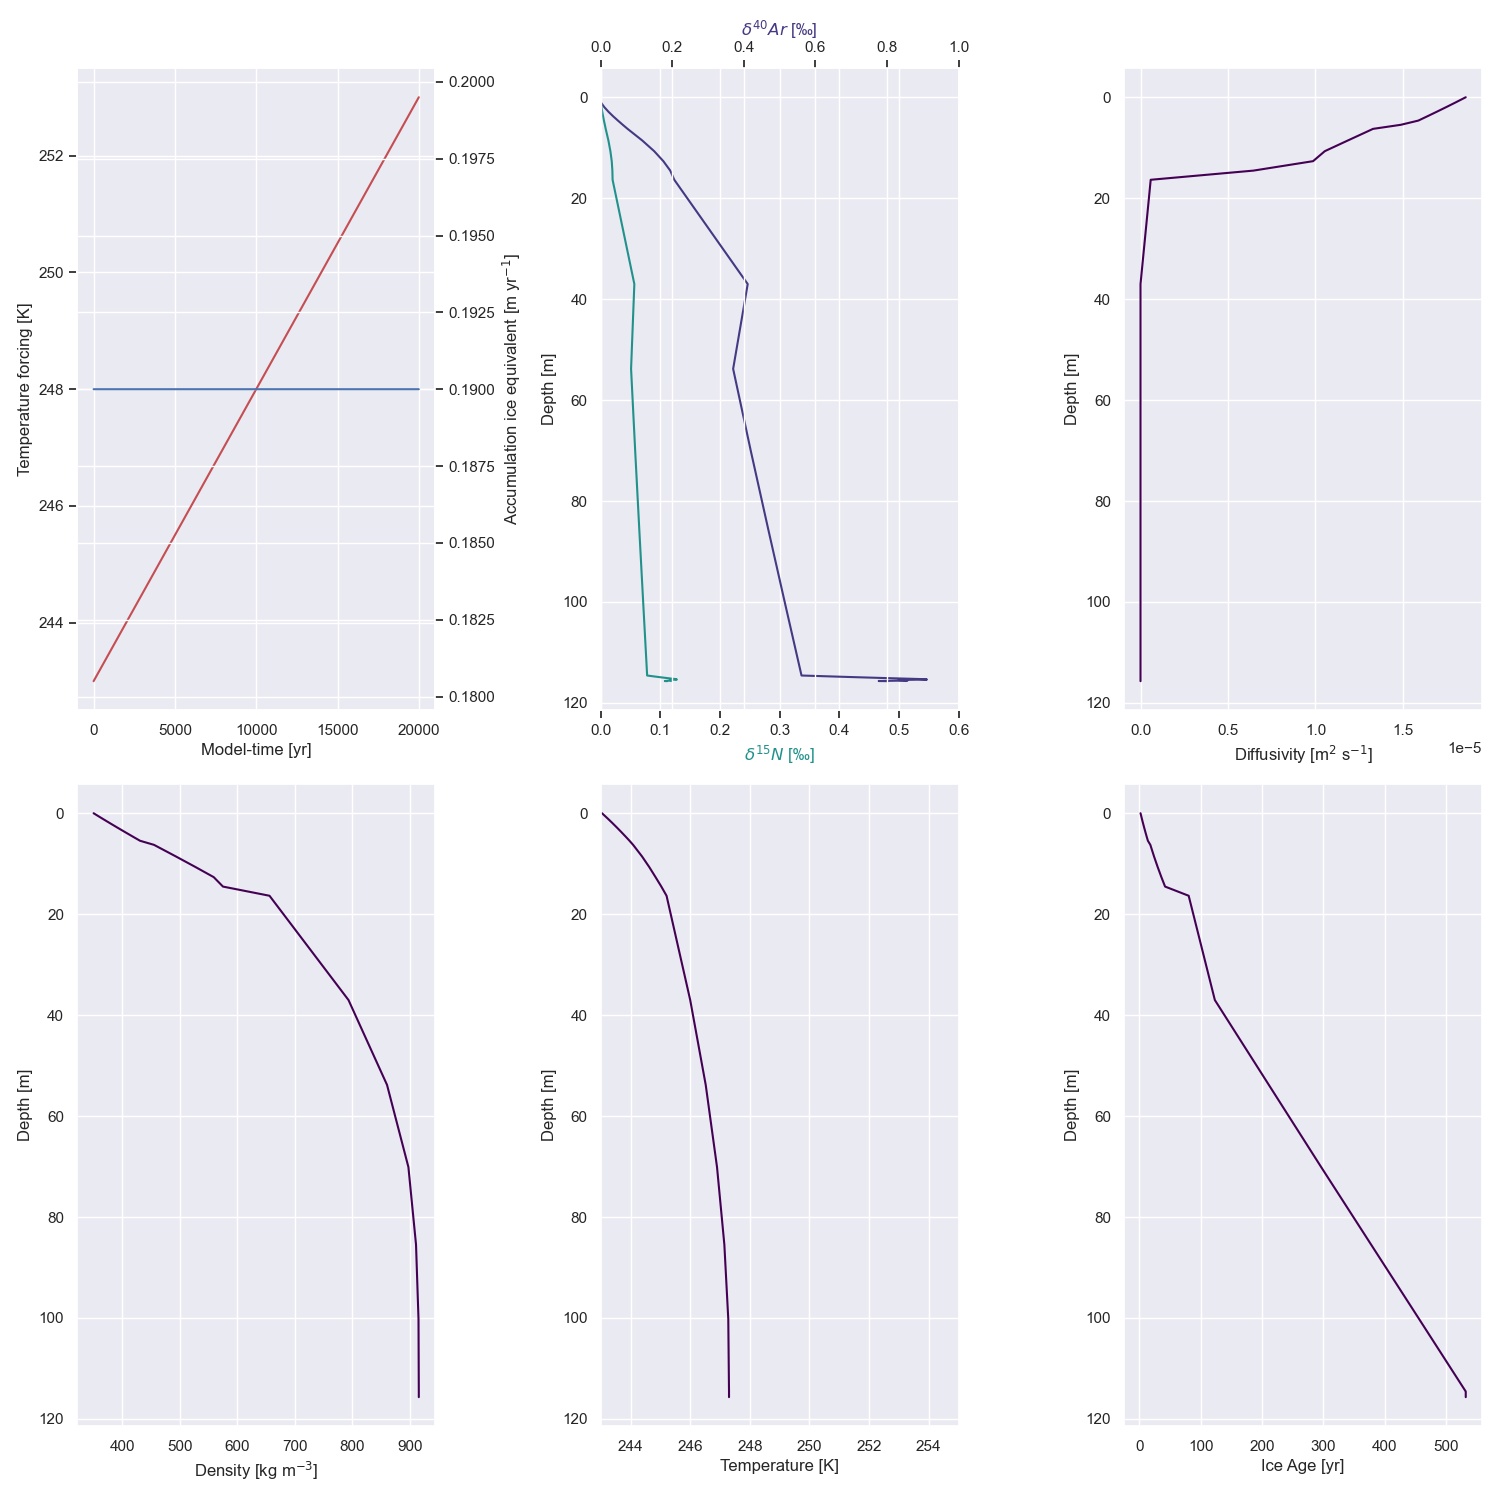 δ⁴⁰Ar [‰]
0.0 0.2 0.4 0.6 0.8 1.0
Temperature forcing [K]
252
250
248
246
244
0.2000
0.1975
0.1950
0.1925
0.1900
0.1875
0.1850
0.1825
0.1800
Accumulation ice equivalent [m yr⁻¹]
0 5000 10000 15000 20000
Model-time [yr]
Depth [m]
0
20
40
60
80
100
120
0.0 0.1 0.2 0.3 0.4 0.5 0.6
δ¹⁵N [‰]
Depth [m]
0
20
40
60
80
100
120
0.0 0.5 1.0 1.5
1e−5
Diffusivity [m² s⁻¹]
Depth [m]
0
20
40
60
80
100
120
400 500 600 700 800 900
Density [kg m⁻³]
Depth [m]
0
20
40
60
80
100
120
244 246 248 250 252 254
Temperature [K]
Depth [m]
0
20
40
60
80
100
120
0 100 200 300 400 500
Ice Age [yr]